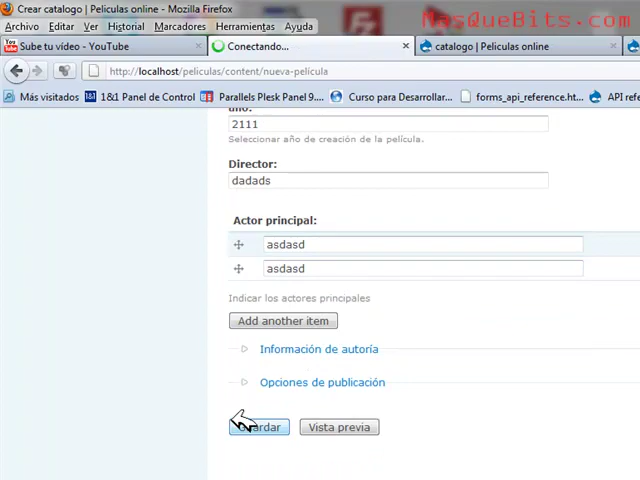 Crear catalogo | Peliculas online - Mozilla Firefox
MasQueBits.com
Archivo Editar Ver Historial Marcadores Herramientas Ayuda
Sube tu vídeo - YouTube × Conectando... × catalogo | Peliculas online ×
http://localhost/peliculas/content/nueva-pelicula
Más visitados 1&1 Panel de Control Parallels Plesk Panel 9.... Curso para Desarrollar... forms_api_reference.ht... API refe
2111
Seleccionar año de creación de la película.
Director:
dadads
Actor principal:
asdasd
asdasd
Indicar los actores principales
Add another item
Información de autoría
Opciones de publicación
Guardar Vista previa